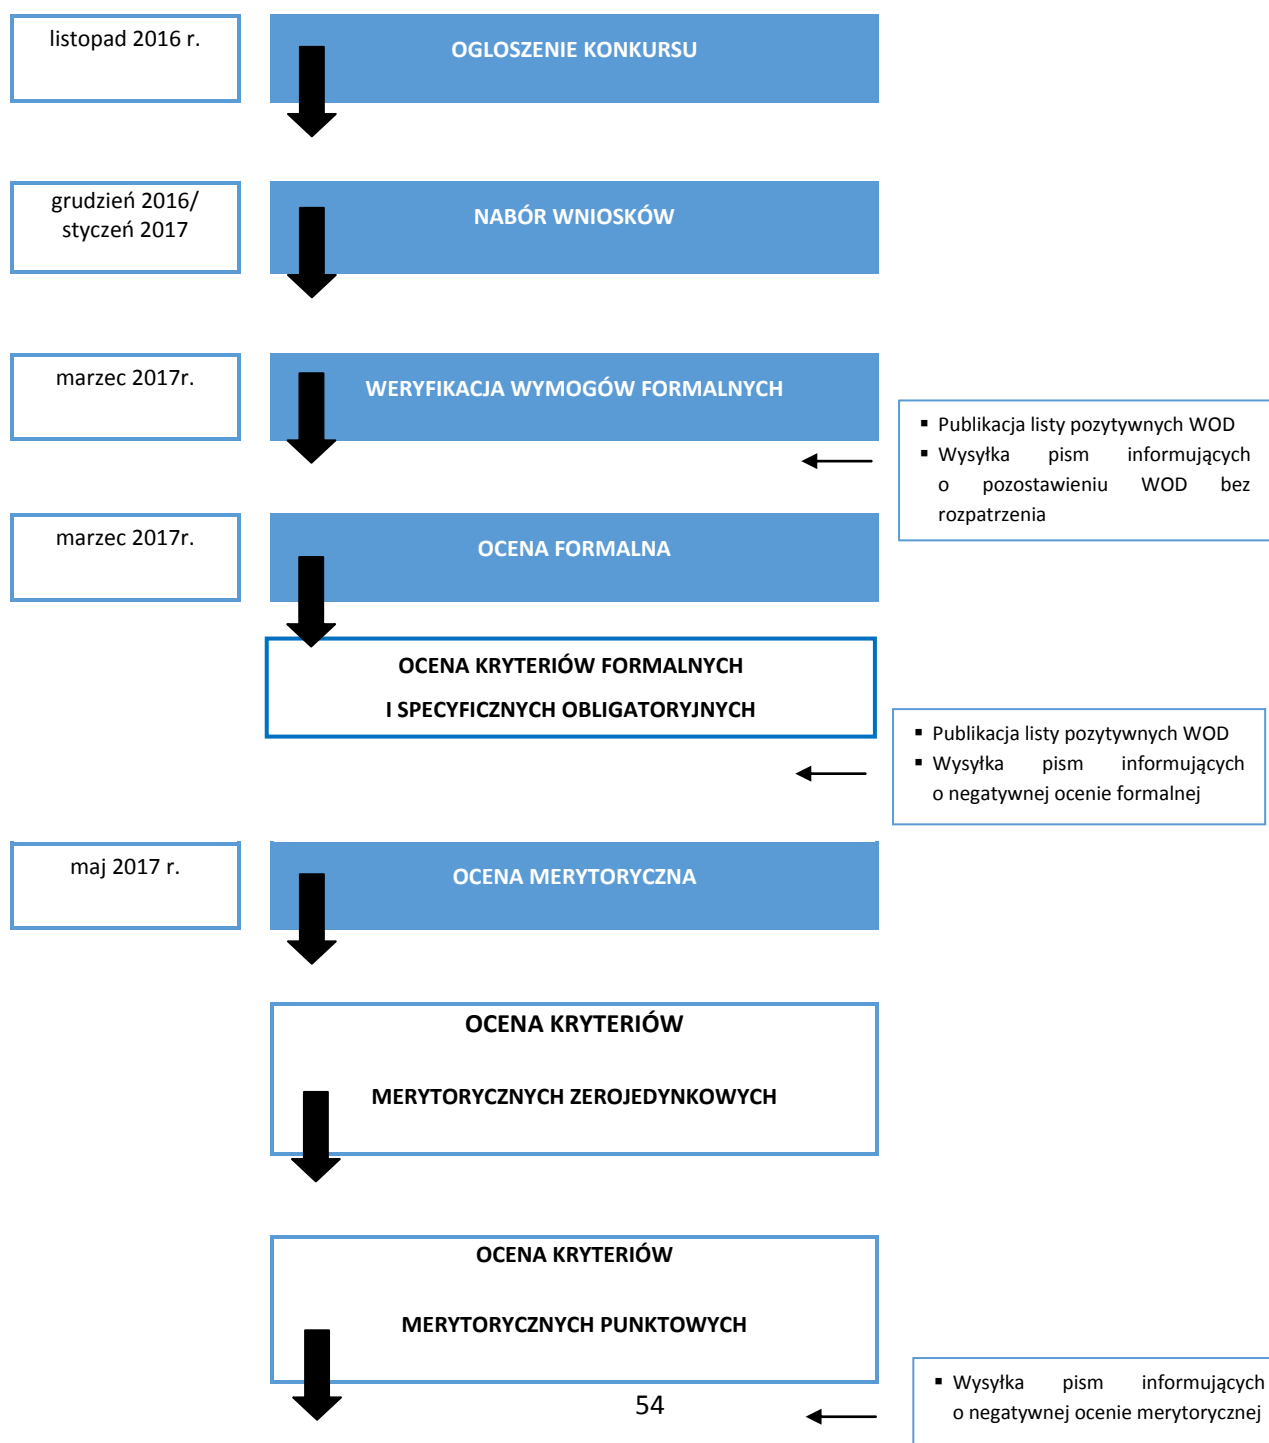 listopad 2016 r.
OGLOSZENIE KONKURSU
grudzień 2016/
styczeń 2017
NABÓR WNIOSKÓW
marzec 2017r.
WERYFIKACJA WYMOGÓW FORMALNYCH
▪ Publikacja listy pozytywnych WOD
▪ Wysyłka pism informujących
o pozostawieniu WOD bez
rozpatrzenia
marzec 2017r.
OCENA FORMALNA
OCENA KRYTERIÓW FORMALNYCH
I SPECYFICZNYCH OBLIGATORYJNYCH
▪ Publikacja listy pozytywnych WOD
▪ Wysyłka pism informujących
o negatywnej ocenie formalnej
maj 2017 r.
OCENA MERYTORYCZNA
OCENA KRYTERIÓW
MERYTORYCZNYCH ZEROJEDYNKOWYCH
OCENA KRYTERIÓW
MERYTORYCZNYCH PUNKTOWYCH
▪ Wysyłka pism informujących
o negatywnej ocenie merytorycznej
54